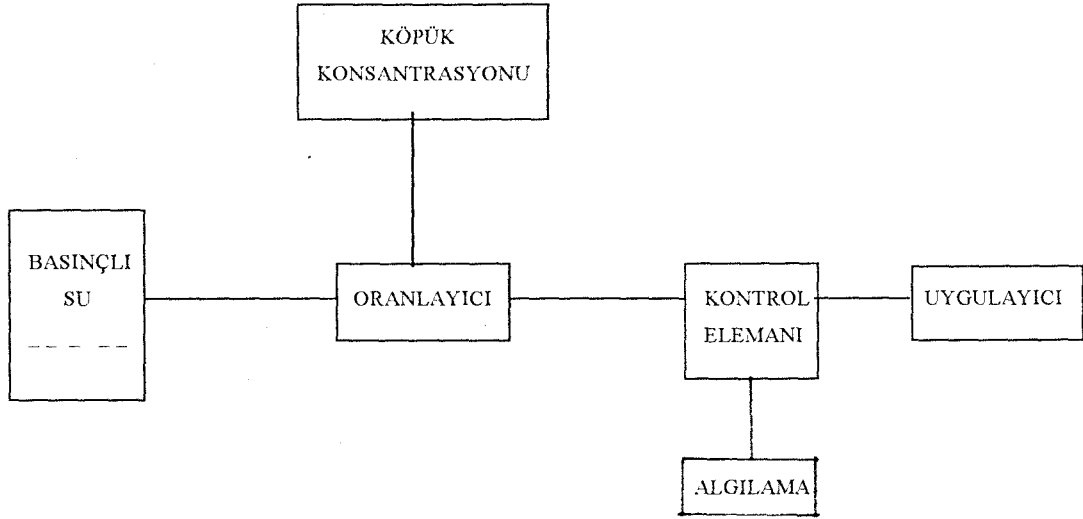 KÖPÜK
KONSANTRASYONU
BASINÇLI
SU
ORANLAYICI
KONTROL
ELEMANI
UYGULAYICI
ALGILAMA